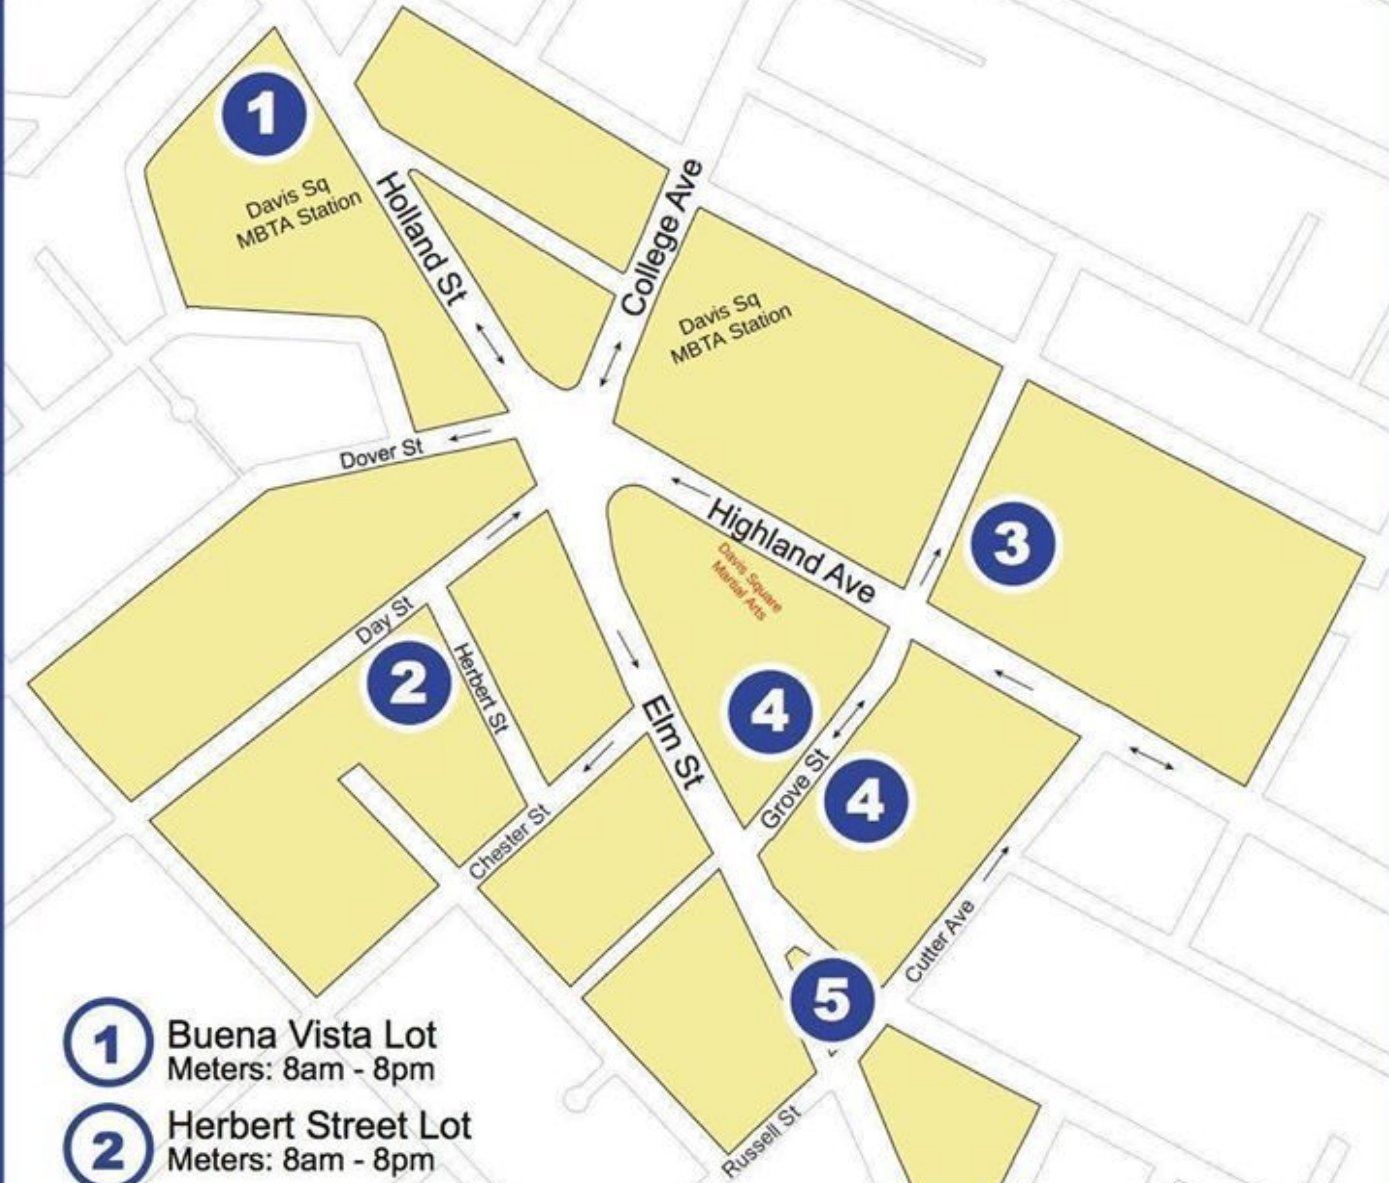 1
Davis Sq
MBTA Station
Holland St
College Ave
Davis Sq
MBTA Station
Dover St
Highland Ave
Davis Square
Martial Arts
3
Day St
2
Herbert St
4
Elm St
Grove St
4
Chester St
Cutter Ave
5
Russell St
1
Buena Vista Lot
Meters: 8am - 8pm
2
Herbert Street Lot
Meters: 8am - 8pm